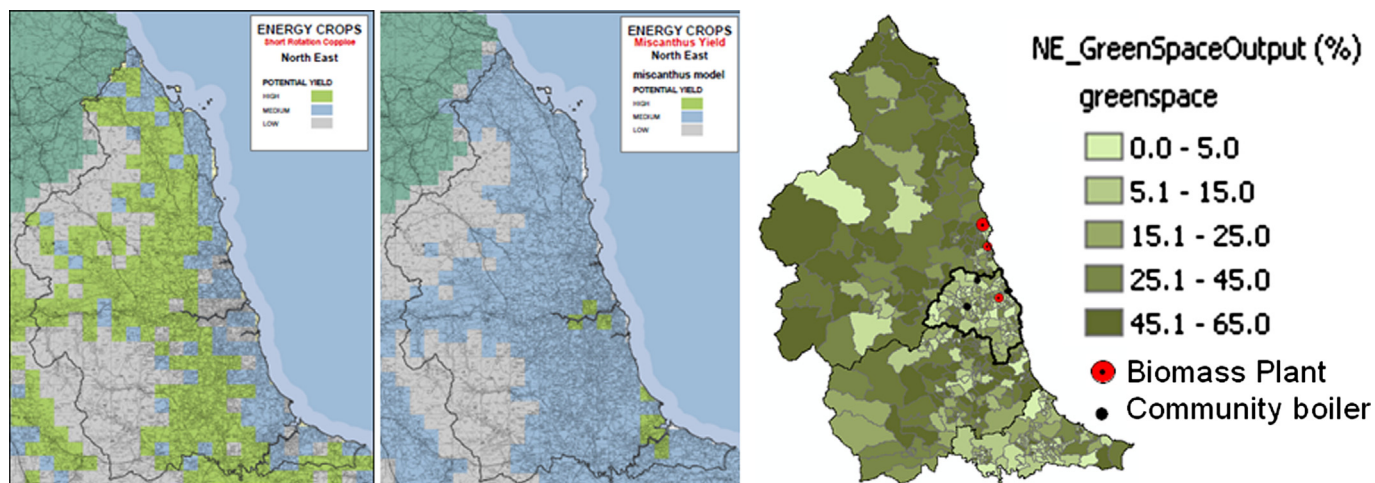 ENERGY CROPS
Short Rotation Coppice
North East
POTENTIAL YIELD
HIGH
MEDIUM
LOW
ENERGY CROPS
Miscanthus Yield
North East
miscanthus model
POTENTIAL YIELD
HIGH
MEDIUM
LOW
NE_GreenSpaceOutput (%)
greenspace
0.0 - 5.0
5.1 - 15.0
15.1 - 25.0
25.1 - 45.0
45.1 - 65.0
Biomass Plant
Community boiler